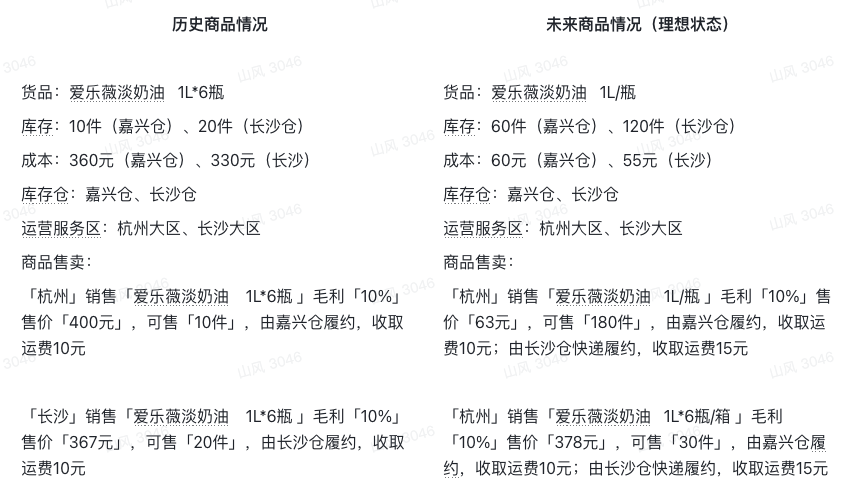 历史商品情况
货品：爱乐薇淡奶油 1L*6瓶
库存：10件（嘉兴仓）、20件（长沙仓）
成本：360元（嘉兴仓）、330元（长沙）
库存仓：嘉兴仓、长沙仓
运营服务区：杭州大区、长沙大区
商品售卖：
「杭州」销售「爱乐薇淡奶油 1L*6瓶 」毛利「10%」
售价「400元」，可售「10件」，由嘉兴仓履约，收取
运费10元
「长沙」销售「爱乐薇淡奶油 1L*6瓶 」毛利「10%」
售价「367元」，可售「20件」，由长沙仓履约，收取
运费10元
未来商品情况（理想状态）
货品：爱乐薇淡奶油 1L/瓶
库存：60件（嘉兴仓）、120件（长沙仓）
成本：60元（嘉兴仓）、55元（长沙）
库存仓：嘉兴仓、长沙仓
运营服务区：杭州大区、长沙大区
商品售卖：
「杭州」销售「爱乐薇淡奶油 1L/瓶 」毛利「10%」售
价「63元」，可售「180件」，由嘉兴仓履约，收取运
费10元；由长沙仓快递履约，收取运费15元
「杭州」销售「爱乐薇淡奶油 1L*6瓶/箱 」毛利
「10%」售价「378元」，可售「30件」，由嘉兴仓履
约，收取运费10元；由长沙仓快递履约，收取运费15元
山风 3046